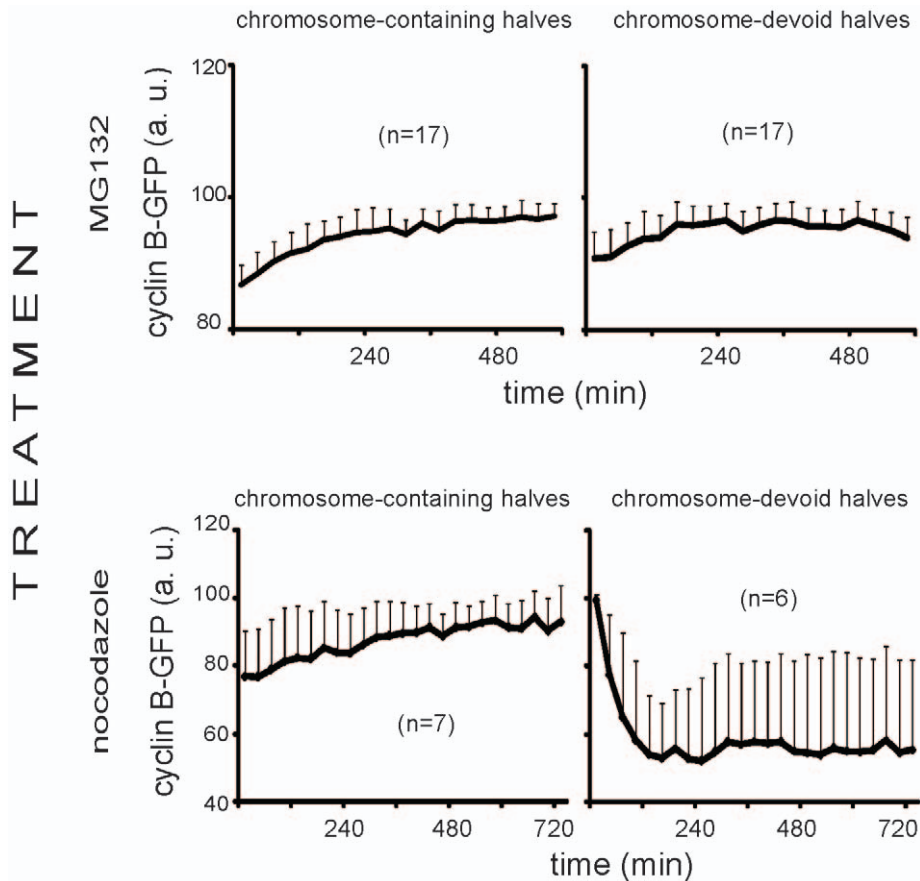 TREATMENT
MG132
chromosome-containing halves
chromosome-devoid halves
cyclin B-GFP (a. u.)
120
100
80
(n=17)
(n=17)
240
480
240
480
time (min)
nocodazole
chromosome-containing halves
chromosome-devoid halves
cyclin B-GFP (a. u.)
120
100
80
60
40
(n=7)
(n=6)
240
480
720
240
480
720
time (min)